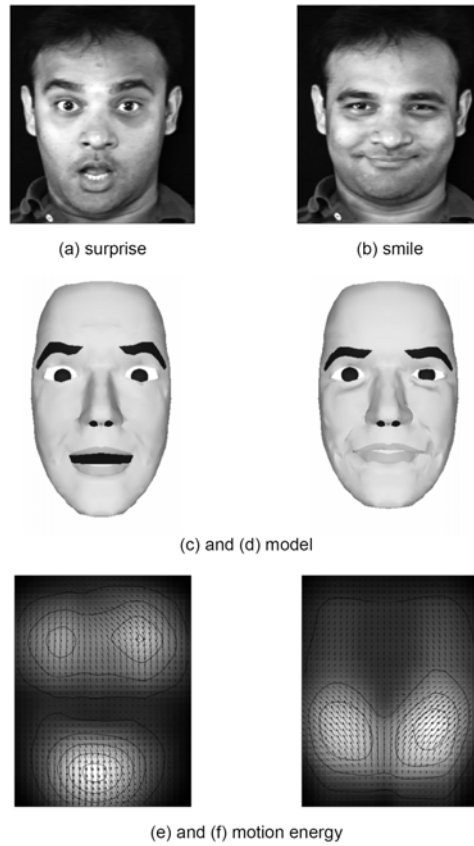 (a) surprise
(b) smile
(c) and (d) model
(e) and (f) motion energy